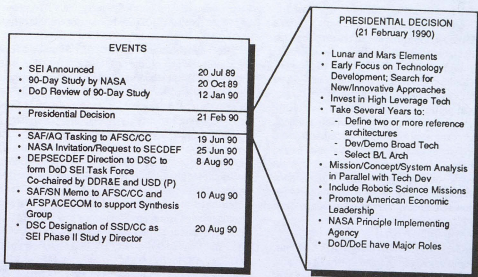 EVENTS
• SEI Announced 20 Jul 89
• 90-Day Study by NASA 20 Oct 89
• DoD Review of 90-Day Study 12 Jan 90
• Presidential Decision 21 Feb 90
• SAF/AQ Tasking to AFSC/CC 19 Jun 90
• NASA Invitation/Request to SECDEF 25 Jun 90
• DEPSECDEF Direction to DSC to 8 Aug 90
form DoD SEI Task Force
Co-chaired by DDR&E and USD (P)
• SAF/SN Memo to AFSC/CC and 10 Aug 90
AFSPACECOM to support Synthesis
Group
• DSC Designation of SSD/CC as 20 Aug 90
SEI Phase II Study Director
PRESIDENTIAL DECISION
(21 February 1990)
• Lunar and Mars Elements
• Early Focus on Technology
Development; Search for
New/Innovative Approaches
• Invest in High Leverage Tech
• Take Several Years to:
- Define two or more reference
architectures
- Dev/Demo Broad Tech
- Select B/L Arch
• Mission/Concept/System Analysis
in Parallel with Tech Dev
• Include Robotic Science Missions
• Promote American Economic
Leadership
• NASA Principle Implementing
Agency
• DoD/DoE have Major Roles